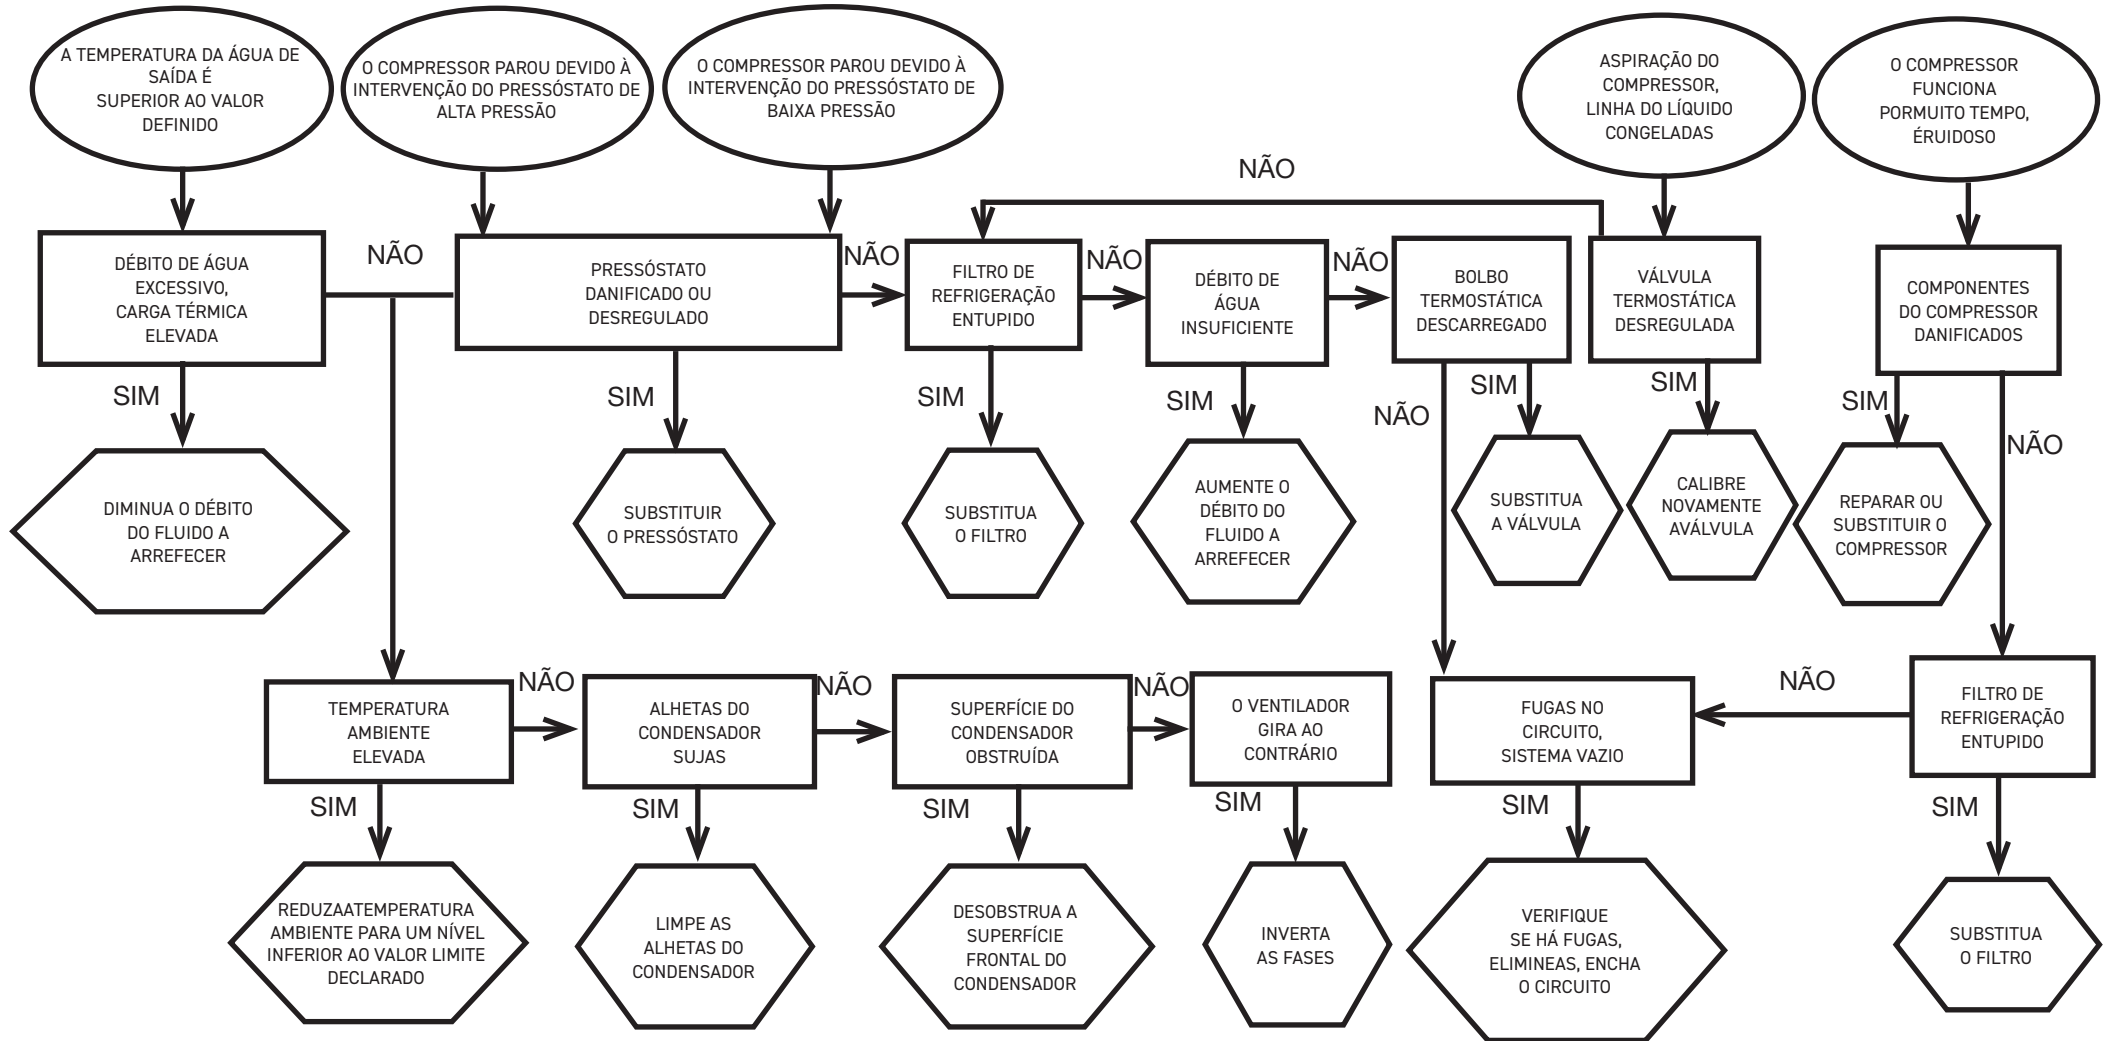 A TEMPERATURA DA ÁGUA DE
SAÍDA É
SUPERIOR AO VALOR
DEFINIDO
O COMPRESSOR PAROU DEVIDO À
INTERVENÇÃO DO PRESSÓSTATO DE
ALTA PRESSÃO
O COMPRESSOR PAROU DEVIDO À
INTERVENÇÃO DO PRESSÓSTATO DE
BAIXA PRESSÃO
ASPIRAÇÃO DO
COMPRESSOR,
LINHA DO LÍQUIDO
CONGELADAS
O COMPRESSOR
FUNCIONA
PORMUITO TEMPO,
ÉRUIDOSO
NÃO
DÉBITO DE ÁGUA
EXCESSIVO,
CARGA TÉRMICA
ELEVADA
NÃO
PRESSÓSTATO
DANIFICADO OU
DESREGULADO
NÃO
FILTRO DE
REFRIGERAÇÃO
ENTUPIDO
NÃO
DÉBITO DE
ÁGUA
INSUFICIENTE
NÃO
BOLBO
TERMOSTÁTICA
DESCARREGADO
VÁLVULA
TERMOSTÁTICA
DESREGULADA
COMPONENTES
DO COMPRESSOR
DANIFICADOS
SIM
SIM
SIM
SIM
NÃO
SIM
SIM
SIM
NÃO
DIMINUA O DÉBITO
DO FLUIDO A
ARREFECER
SUBSTITUIR
O PRESSÓSTATO
SUBSTITUA
O FILTRO
AUMENTE O
DÉBITO DO
FLUIDO A
ARREFECER
SUBSTITUA
A VÁLVULA
CALIBRE
NOVAMENTE
AVÁLVULA
REPARAR OU
SUBSTITUIR O
COMPRESSOR
TEMPERATURA
AMBIENTE
ELEVADA
NÃO
ALHETAS DO
CONDENSADOR
SUJAS
NÃO
SUPERFÍCIE DO
CONDENSADOR
OBSTRUÍDA
NÃO
O VENTILADOR
GIRA AO
CONTRÁRIO
FUGAS NO
CIRCUITO,
SISTEMA VAZIO
NÃO
FILTRO DE
REFRIGERAÇÃO
ENTUPIDO
SIM
SIM
SIM
SIM
SIM
SIM
REDUZAATEMPERATURA
AMBIENTE PARA UM NÍVEL
INFERIOR AO VALOR LIMITE
DECLARADO
LIMPE AS
ALHETAS DO
CONDENSADOR
DESOBSTRUA A
SUPERFÍCIE
FRONTAL DO
CONDENSADOR
INVERTA
AS FASES
VERIFIQUE
SE HÁ FUGAS,
ELIMINEAS, ENCHA
O CIRCUITO
SUBSTITUA
O FILTRO